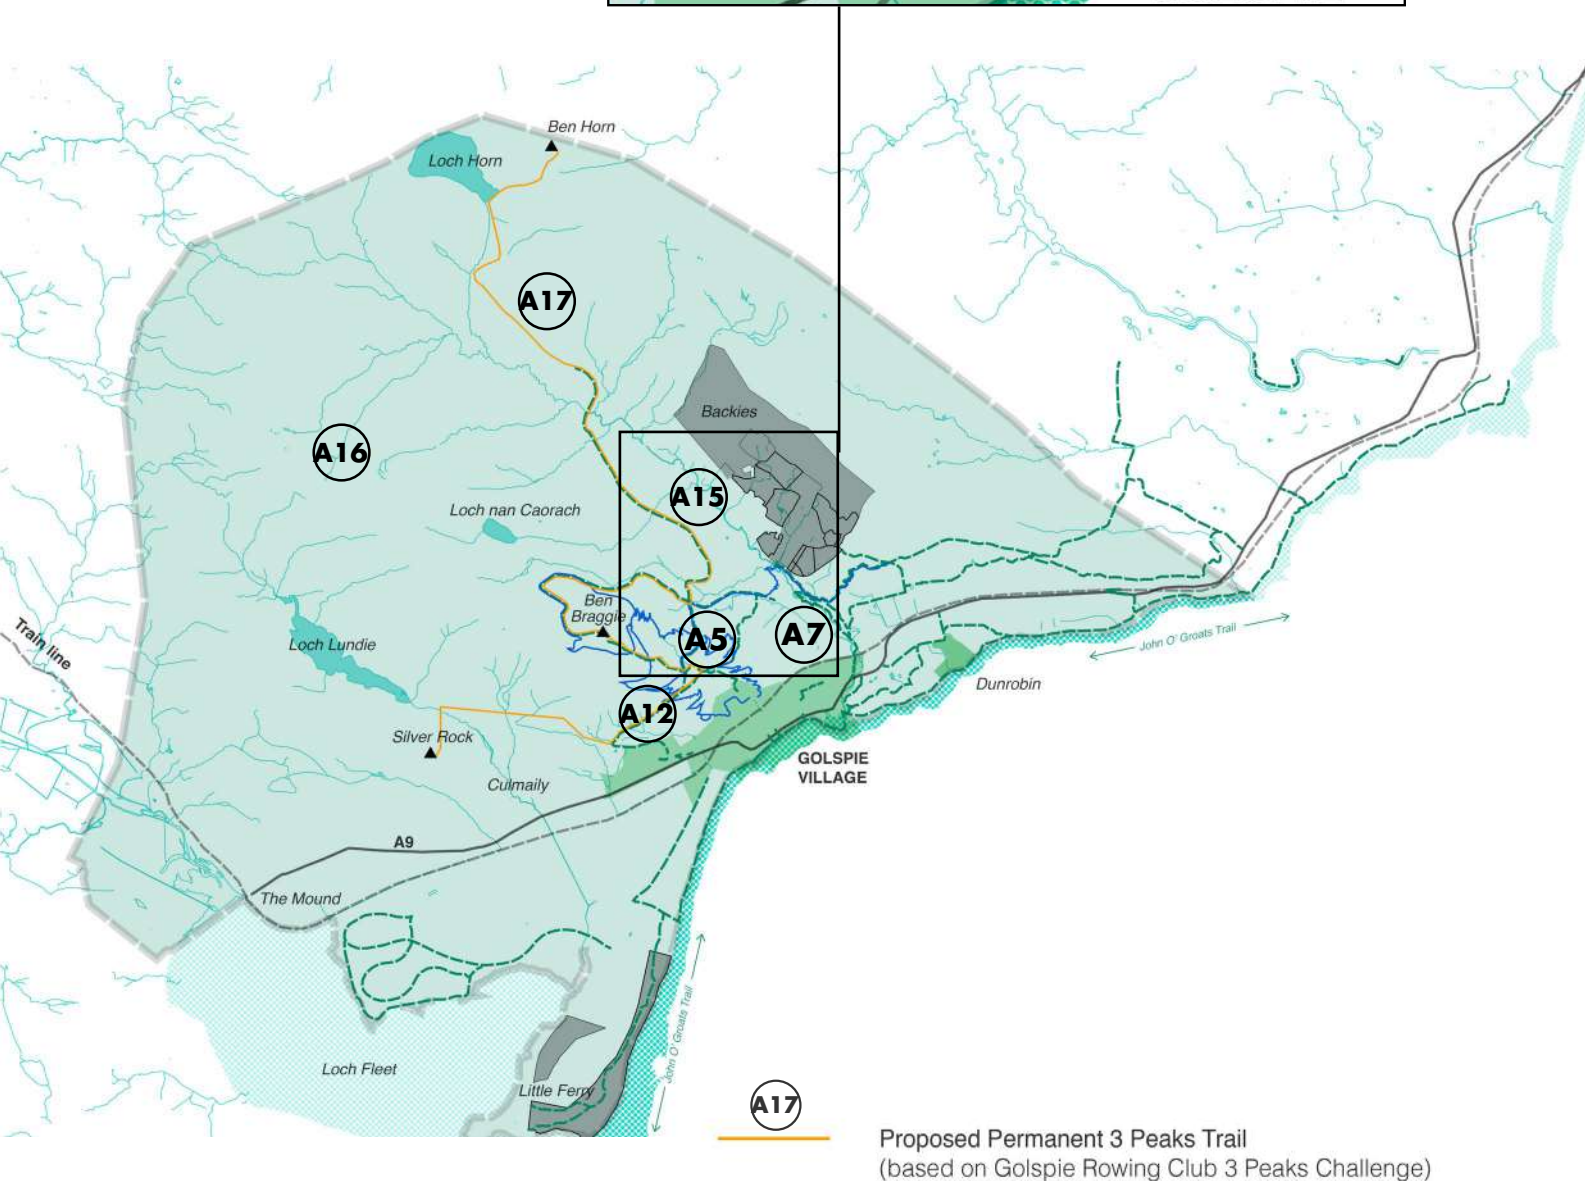 Ben Horn
Loch Horn
A17
Backies
A16
A15
Loch nan Caorach
Ben
Braggie
Train line
Loch Lundie
A5
A7
John O' Groats Trail
Dunrobin
A12
Silver Rock
GOLSPIE
VILLAGE
Culmaily
A9
The Mound
John O' Groats Trail
Loch Fleet
Little Ferry
A17
Proposed Permanent 3 Peaks Trail
(based on Golspie Rowing Club 3 Peaks Challenge)